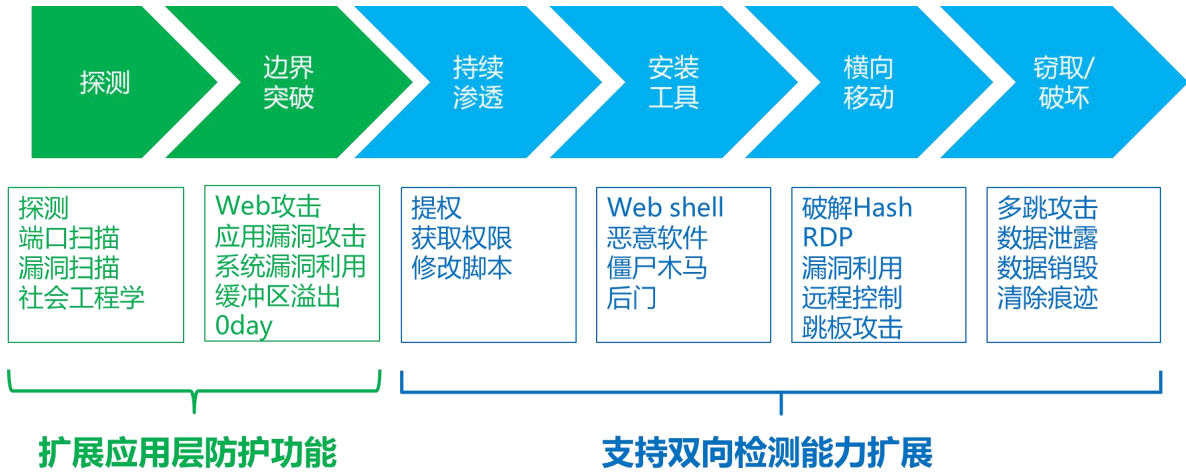 探测
边界
突破
持续
渗透
安装
工具
横向
移动
窃取/
破坏
探测
端口扫描
漏洞扫描
社会工程学
Web攻击
应用漏洞攻击
系统漏洞利用
缓冲区溢出
0day
提权
获取权限
修改脚本
Web shell
恶意软件
僵尸木马
后门
破解Hash
RDP
漏洞利用
远程控制
跳板攻击
多跳攻击
数据泄露
数据销毁
清除痕迹
扩展应用层防护功能
支持双向检测能力扩展